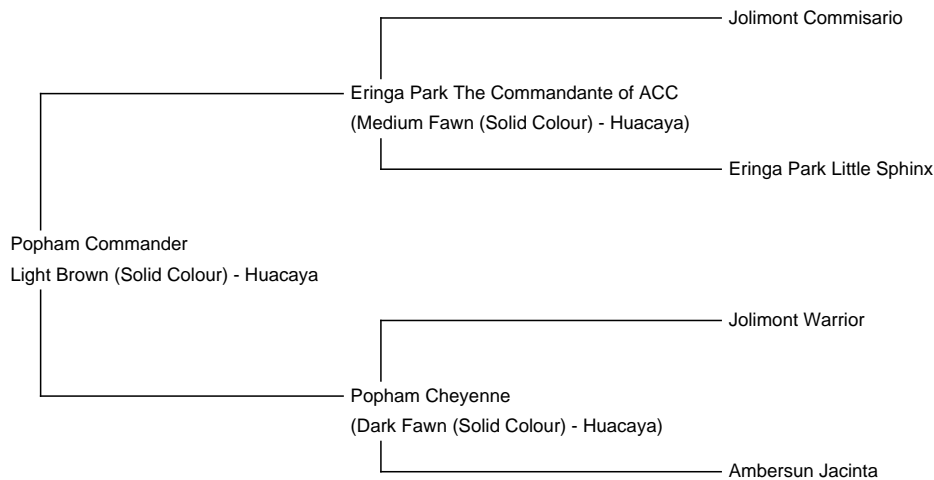 Jolimont Commisario
Eringa Park The Commandante of ACC
(Medium Fawn (Solid Colour) - Huacaya)
Eringa Park Little Sphinx
Popham Commander
Light Brown (Solid Colour) - Huacaya
Jolimont Warrior
Popham Cheyenne
(Dark Fawn (Solid Colour) - Huacaya)
Ambersun Jacinta